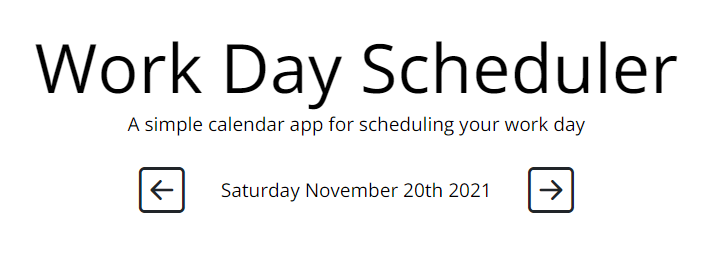 Work Day Scheduler
A simple calendar app for scheduling your work day
Saturday November 20th 2021